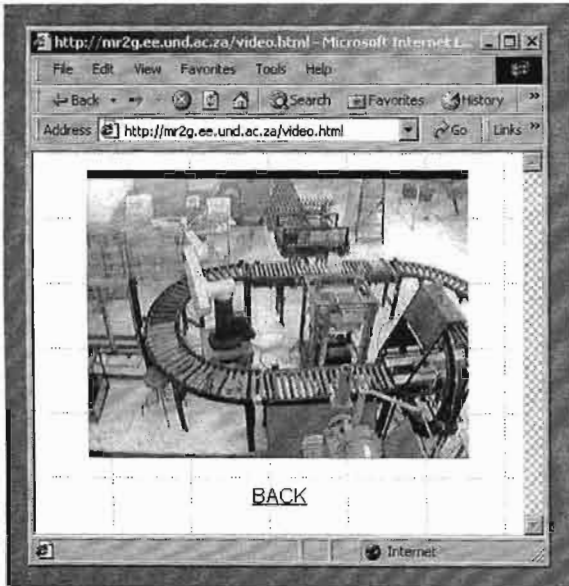 http://mr2g.ee.und.ac.za/video.html - Microsoft Internet E...
File Edit View Favorites Tools Help
Back Search Favorites History »
Address http://mr2g.ee.und.ac.za/video.html Go Links »
BACK
Internet